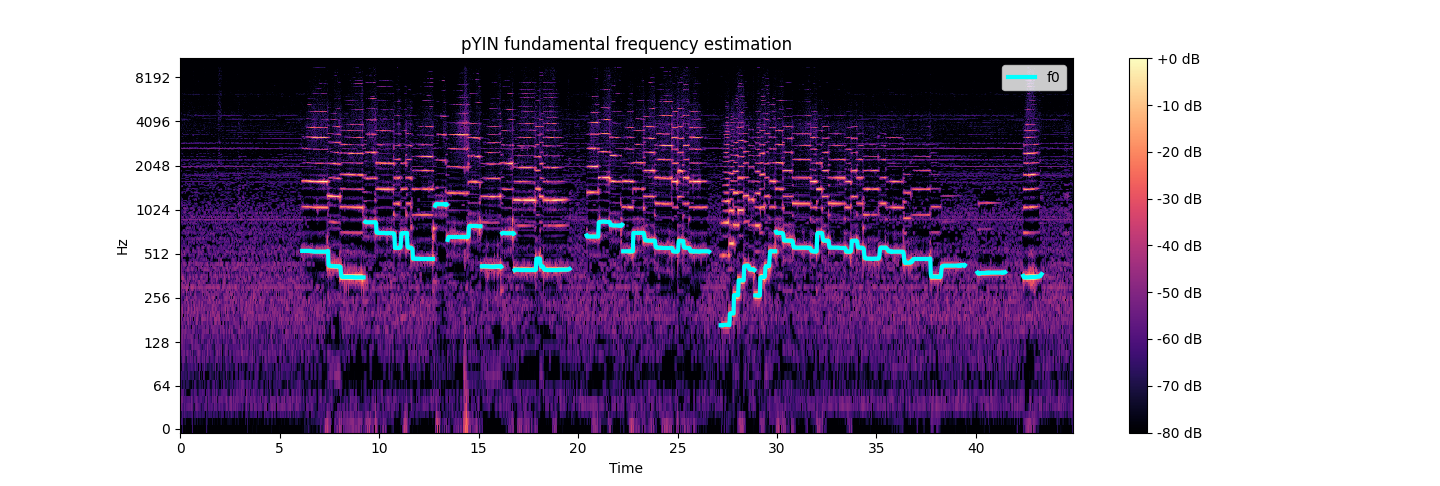 pYIN fundamental frequency estimation
f0
8192
4096
2048
1024
512
256
128
64
0
Hz
0 5 10 15 20 25 30 35 40
Time
+0 dB
-10 dB
-20 dB
-30 dB
-40 dB
-50 dB
-60 dB
-70 dB
-80 dB